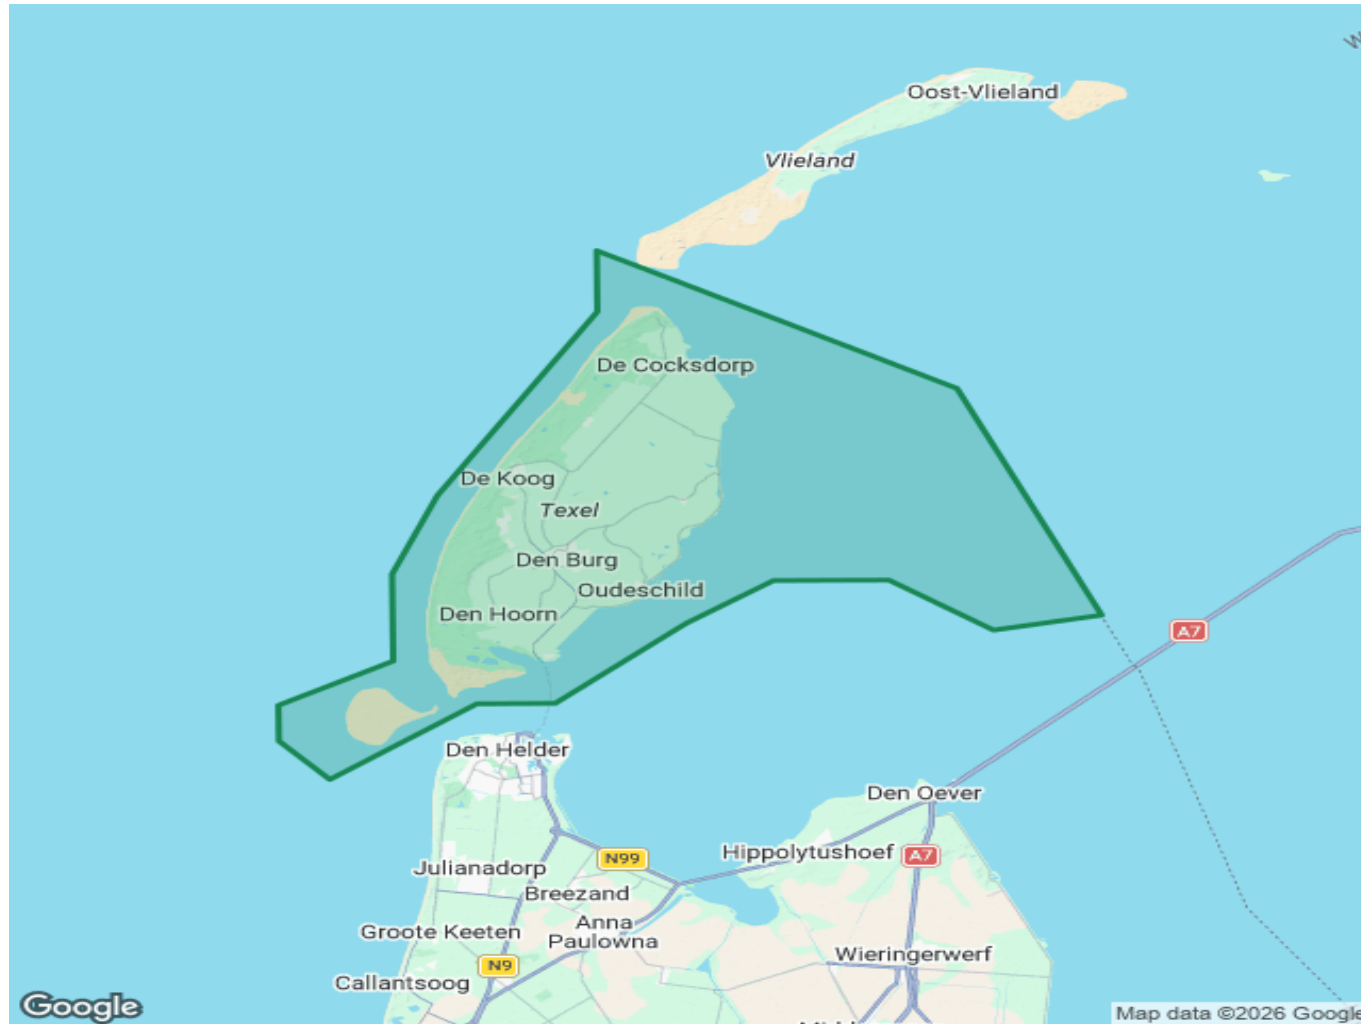 Oost-Vlieland
Vlieland
De Cocksdorp
De Koog
Texel
Den Burg
Oudeschild
Den Hoorn
A7
Den Helder
Den Oever
Hippolytushoef
A7
N99
Julianadorp
Breezand
Anna
Paulowna
Groote Keeten
Wieringerwerf
N9
Callantsoog
Google
Map data ©2026 Google